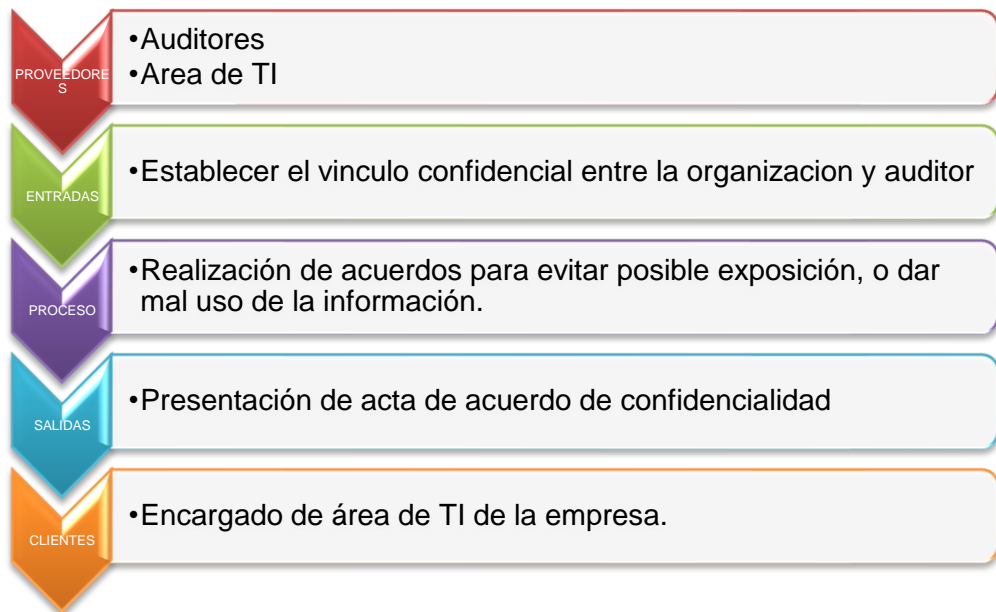 PROVEEDORE
S
•Auditores
•Area de TI
ENTRADAS
•Establecer el vinculo confidencial entre la organizacion y auditor
PROCESO
•Realización de acuerdos para evitar posible exposición, o dar
mal uso de la información.
SALIDAS
•Presentación de acta de acuerdo de confidencialidad
CLIENTES
•Encargado de área de TI de la empresa.